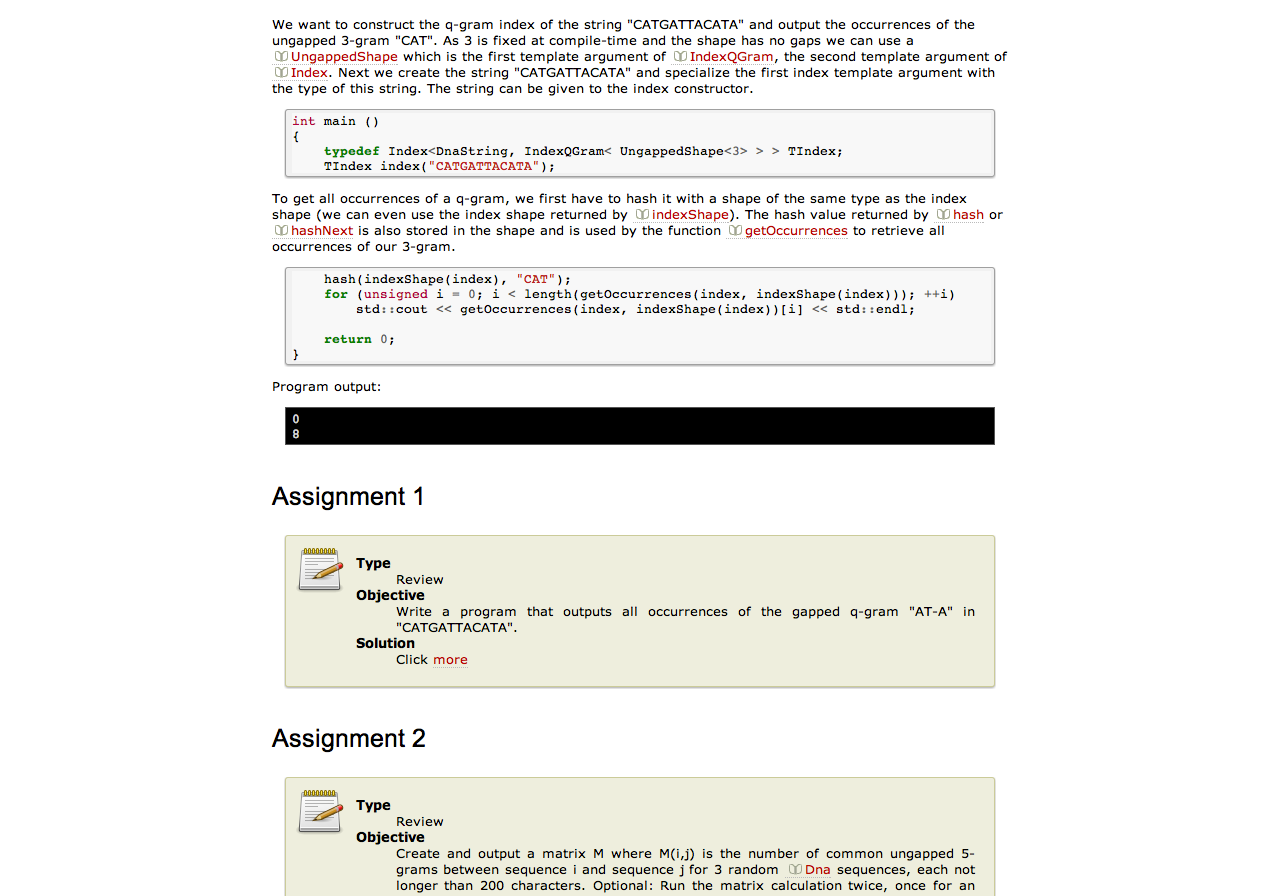 We want to construct the q-gram index of the string "CATGATTACATA" and output the occurrences of the
ungapped 3-gram "CAT". As 3 is fixed at compile-time and the shape has no gaps we can use a
UngappedShape which is the first template argument of IndexQGram, the second template argument of
Index. Next we create the string "CATGATTACATA" and specialize the first index template argument with
the type of this string. The string can be given to the index constructor.
int main ()
{
    typedef Index<DnaString, IndexQGram< UngappedShape<3> > > TIndex;
    TIndex index("CATGATTACATA");
To get all occurrences of a q-gram, we first have to hash it with a shape of the same type as the index
shape (we can even use the index shape returned by indexShape). The hash value returned by hash or
hashNext is also stored in the shape and is used by the function getOccurrences to retrieve all
occurrences of our 3-gram.
    hash(indexShape(index), "CAT");
    for (unsigned i = 0; i < length(getOccurrences(index, indexShape(index))); ++i)
        std::cout << getOccurrences(index, indexShape(index))[i] << std::endl;
    return 0;
}
Program output:
0
8
Assignment 1
Type
Review
Objective
Write a program that outputs all occurrences of the gapped q-gram "AT-A" in
"CATGATTACATA".
Solution
Click more
Assignment 2
Type
Review
Objective
Create and output a matrix M where M(i,j) is the number of common ungapped 5-
grams between sequence i and sequence j for 3 random Dna sequences, each not
longer than 200 characters. Optional: Run the matrix calculation twice, once for an